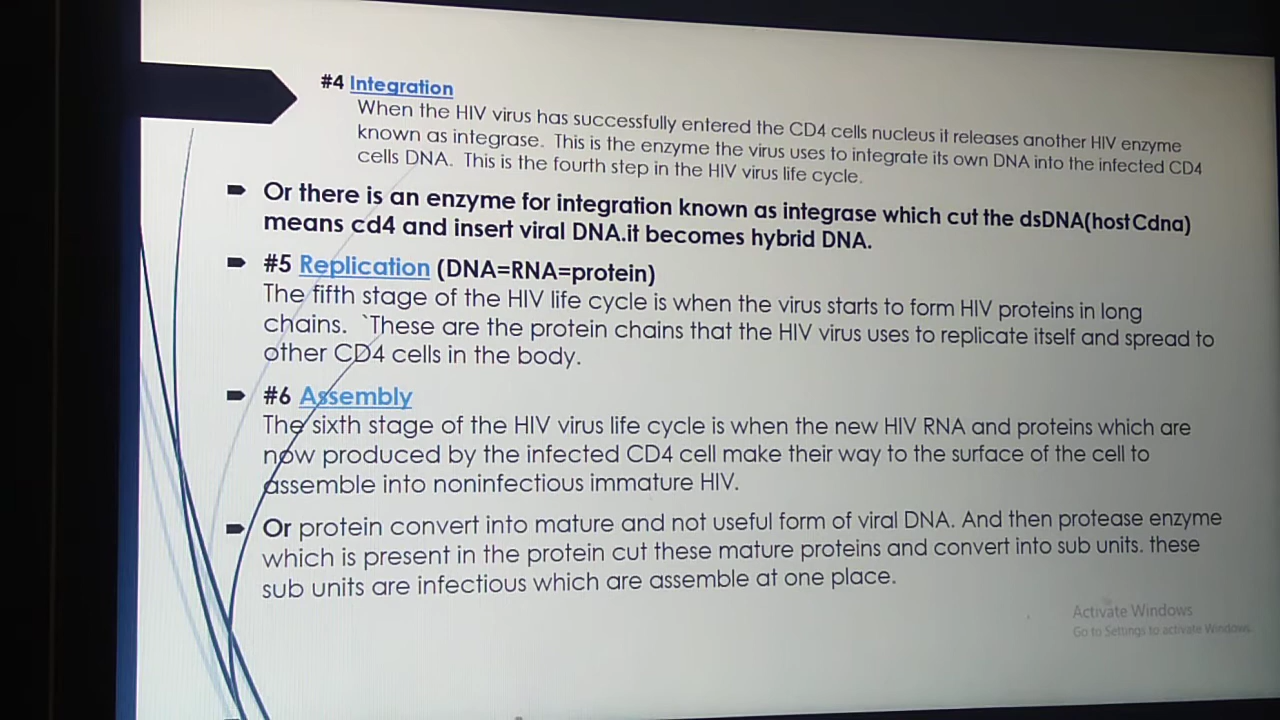 #4 Integration
When the HIV virus has successfully entered the CD4 cells nucleus it releases another HIV enzyme
known as integrase. This is the enzyme the virus uses to integrate its own DNA into the infected CD4
cells DNA. This is the fourth step in the HIV virus life cycle.
Or there is an enzyme for integration known as integrase which cut the dsDNA(host Cdna)
means cd4 and insert viral DNA.it becomes hybrid DNA.
#5 Replication (DNA=RNA=protein)
The fifth stage of the HIV life cycle is when the virus starts to form HIV proteins in long
chains. `These are the protein chains that the HIV virus uses to replicate itself and spread to
other CD4 cells in the body.
#6 Assembly
The sixth stage of the HIV virus life cycle is when the new HIV RNA and proteins which are
now produced by the infected CD4 cell make their way to the surface of the cell to
assemble into noninfectious immature HIV.
Or protein convert into mature and not useful form of viral DNA. And then protease enzyme
which is present in the protein cut these mature proteins and convert into sub units. these
sub units are infectious which are assemble at one place.
Activate Windows
Go to Settings to activate Windows.